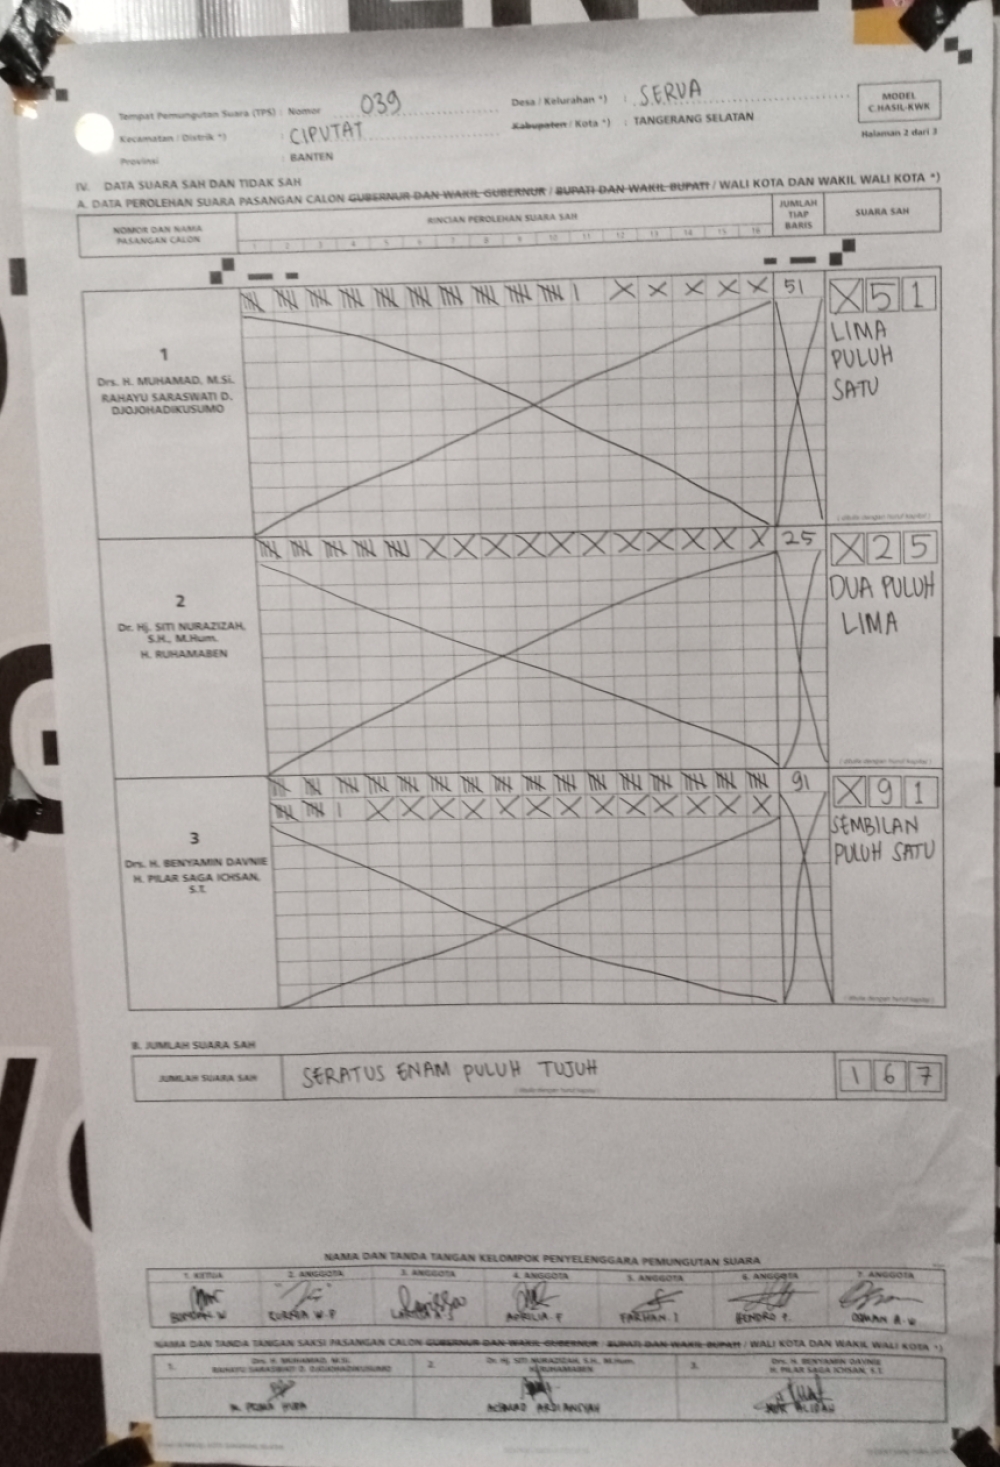 Tempat Pemungutan Suara (TPS) : Nomor 039
Desa / Kelurahan *) : SERUA
MODEL
C.HASIL-KWK
Kecamatan / Distrik *) : CIPUTAT
Kabupaten / Kota *) : TANGERANG SELATAN
Halaman 2 dari 3
Provinsi : BANTEN
IV. DATA SUARA SAH DAN TIDAK SAH
A. DATA PEROLEHAN SUARA PASANGAN CALON GUBERNUR DAN WAKIL GUBERNUR / BUPATI DAN WAKIL BUPATI / WALI KOTA DAN WAKIL WALI KOTA *)
NOMOR DAN NAMA
PASANGAN CALON
RINCIAN PEROLEHAN SUARA SAH
1 2 3 4 5 6 7 8 9 10 11 12 13 14 15 16
JUMLAH
TIAP
BARIS
SUARA SAH
1
Drs. H. MUHAMAD, M.Si.
RAHAYU SARASWATI D.
DJOJOHADIKUSUMO
51
X 5 1
LIMA
PULUH
SATU
(ditulis dengan huruf kapital)
2
Dr. Hj. SITI NURAZIZAH,
S.H., M.Hum.
H. RUHAMABEN
25
X 2 5
DUA PULUH
LIMA
(ditulis dengan huruf kapital)
3
Drs. H. BENYAMIN DAVNIE
H. PILAR SAGA ICHSAN,
S.T.
91
X 9 1
SEMBILAN
PULUH SATU
(ditulis dengan huruf kapital)
B. JUMLAH SUARA SAH
JUMLAH SUARA SAH
SERATUS ENAM PULUH TUJUH
(ditulis dengan huruf kapital)
1 6 7
NAMA DAN TANDA TANGAN KELOMPOK PENYELENGGARA PEMUNGUTAN SUARA
1. KETUA 2. ANGGOTA 3. ANGGOTA 4. ANGGOTA 5. ANGGOTA 6. ANGGOTA 7. ANGGOTA
AURILIA F FARHAN. I HENDRO P. OSMAN A. W
NAMA DAN TANDA TANGAN SAKSI PASANGAN CALON GUBERNUR DAN WAKIL GUBERNUR / BUPATI DAN WAKIL BUPATI / WALI KOTA DAN WAKIL WALI KOTA *)
1. Drs. H. MUHAMAD, M.Si.
RAHAYU SARASWATI D. DJOJOHADIKUSUMO
2. Dr. Hj. SITI NURAZIZAH, S.H., M.Hum.
H. RUHAMABEN
3. Drs. H. BENYAMIN DAVNIE
H. PILAR SAGA ICHSAN, S.T.
ACHMAD ARDIANSYAH